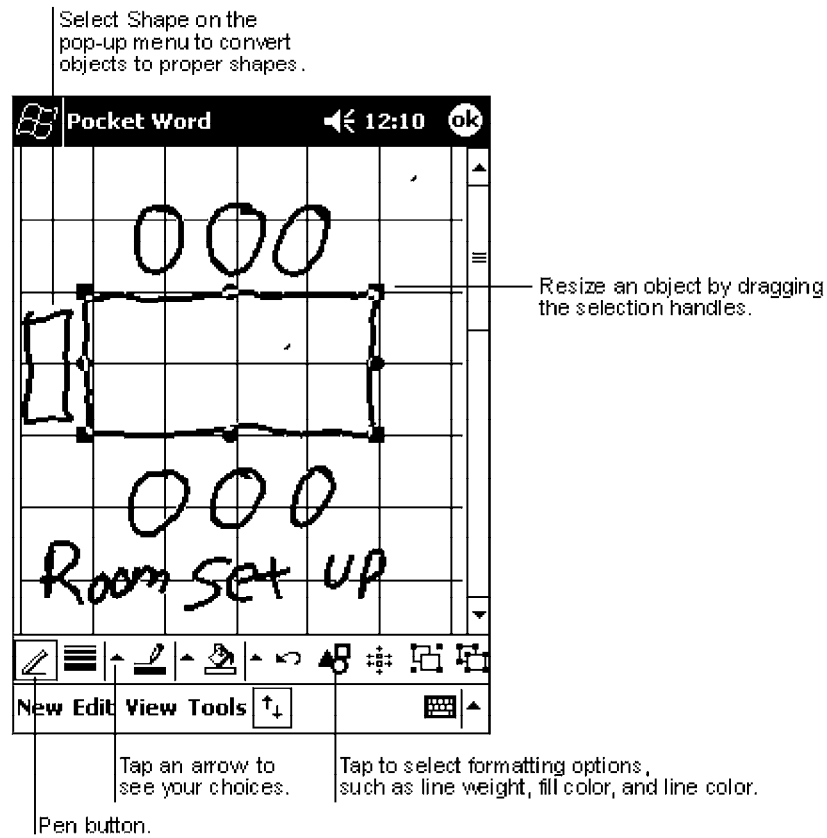 Select Shape on the
pop-up menu to convert
objects to proper shapes.
Pocket Word 12:10 ok
Resize an object by dragging
the selection handles.
Room Set up
New Edit View Tools
Tap an arrow to
see your choices.
Tap to select formatting options,
such as line weight, fill color, and line color.
Pen button.